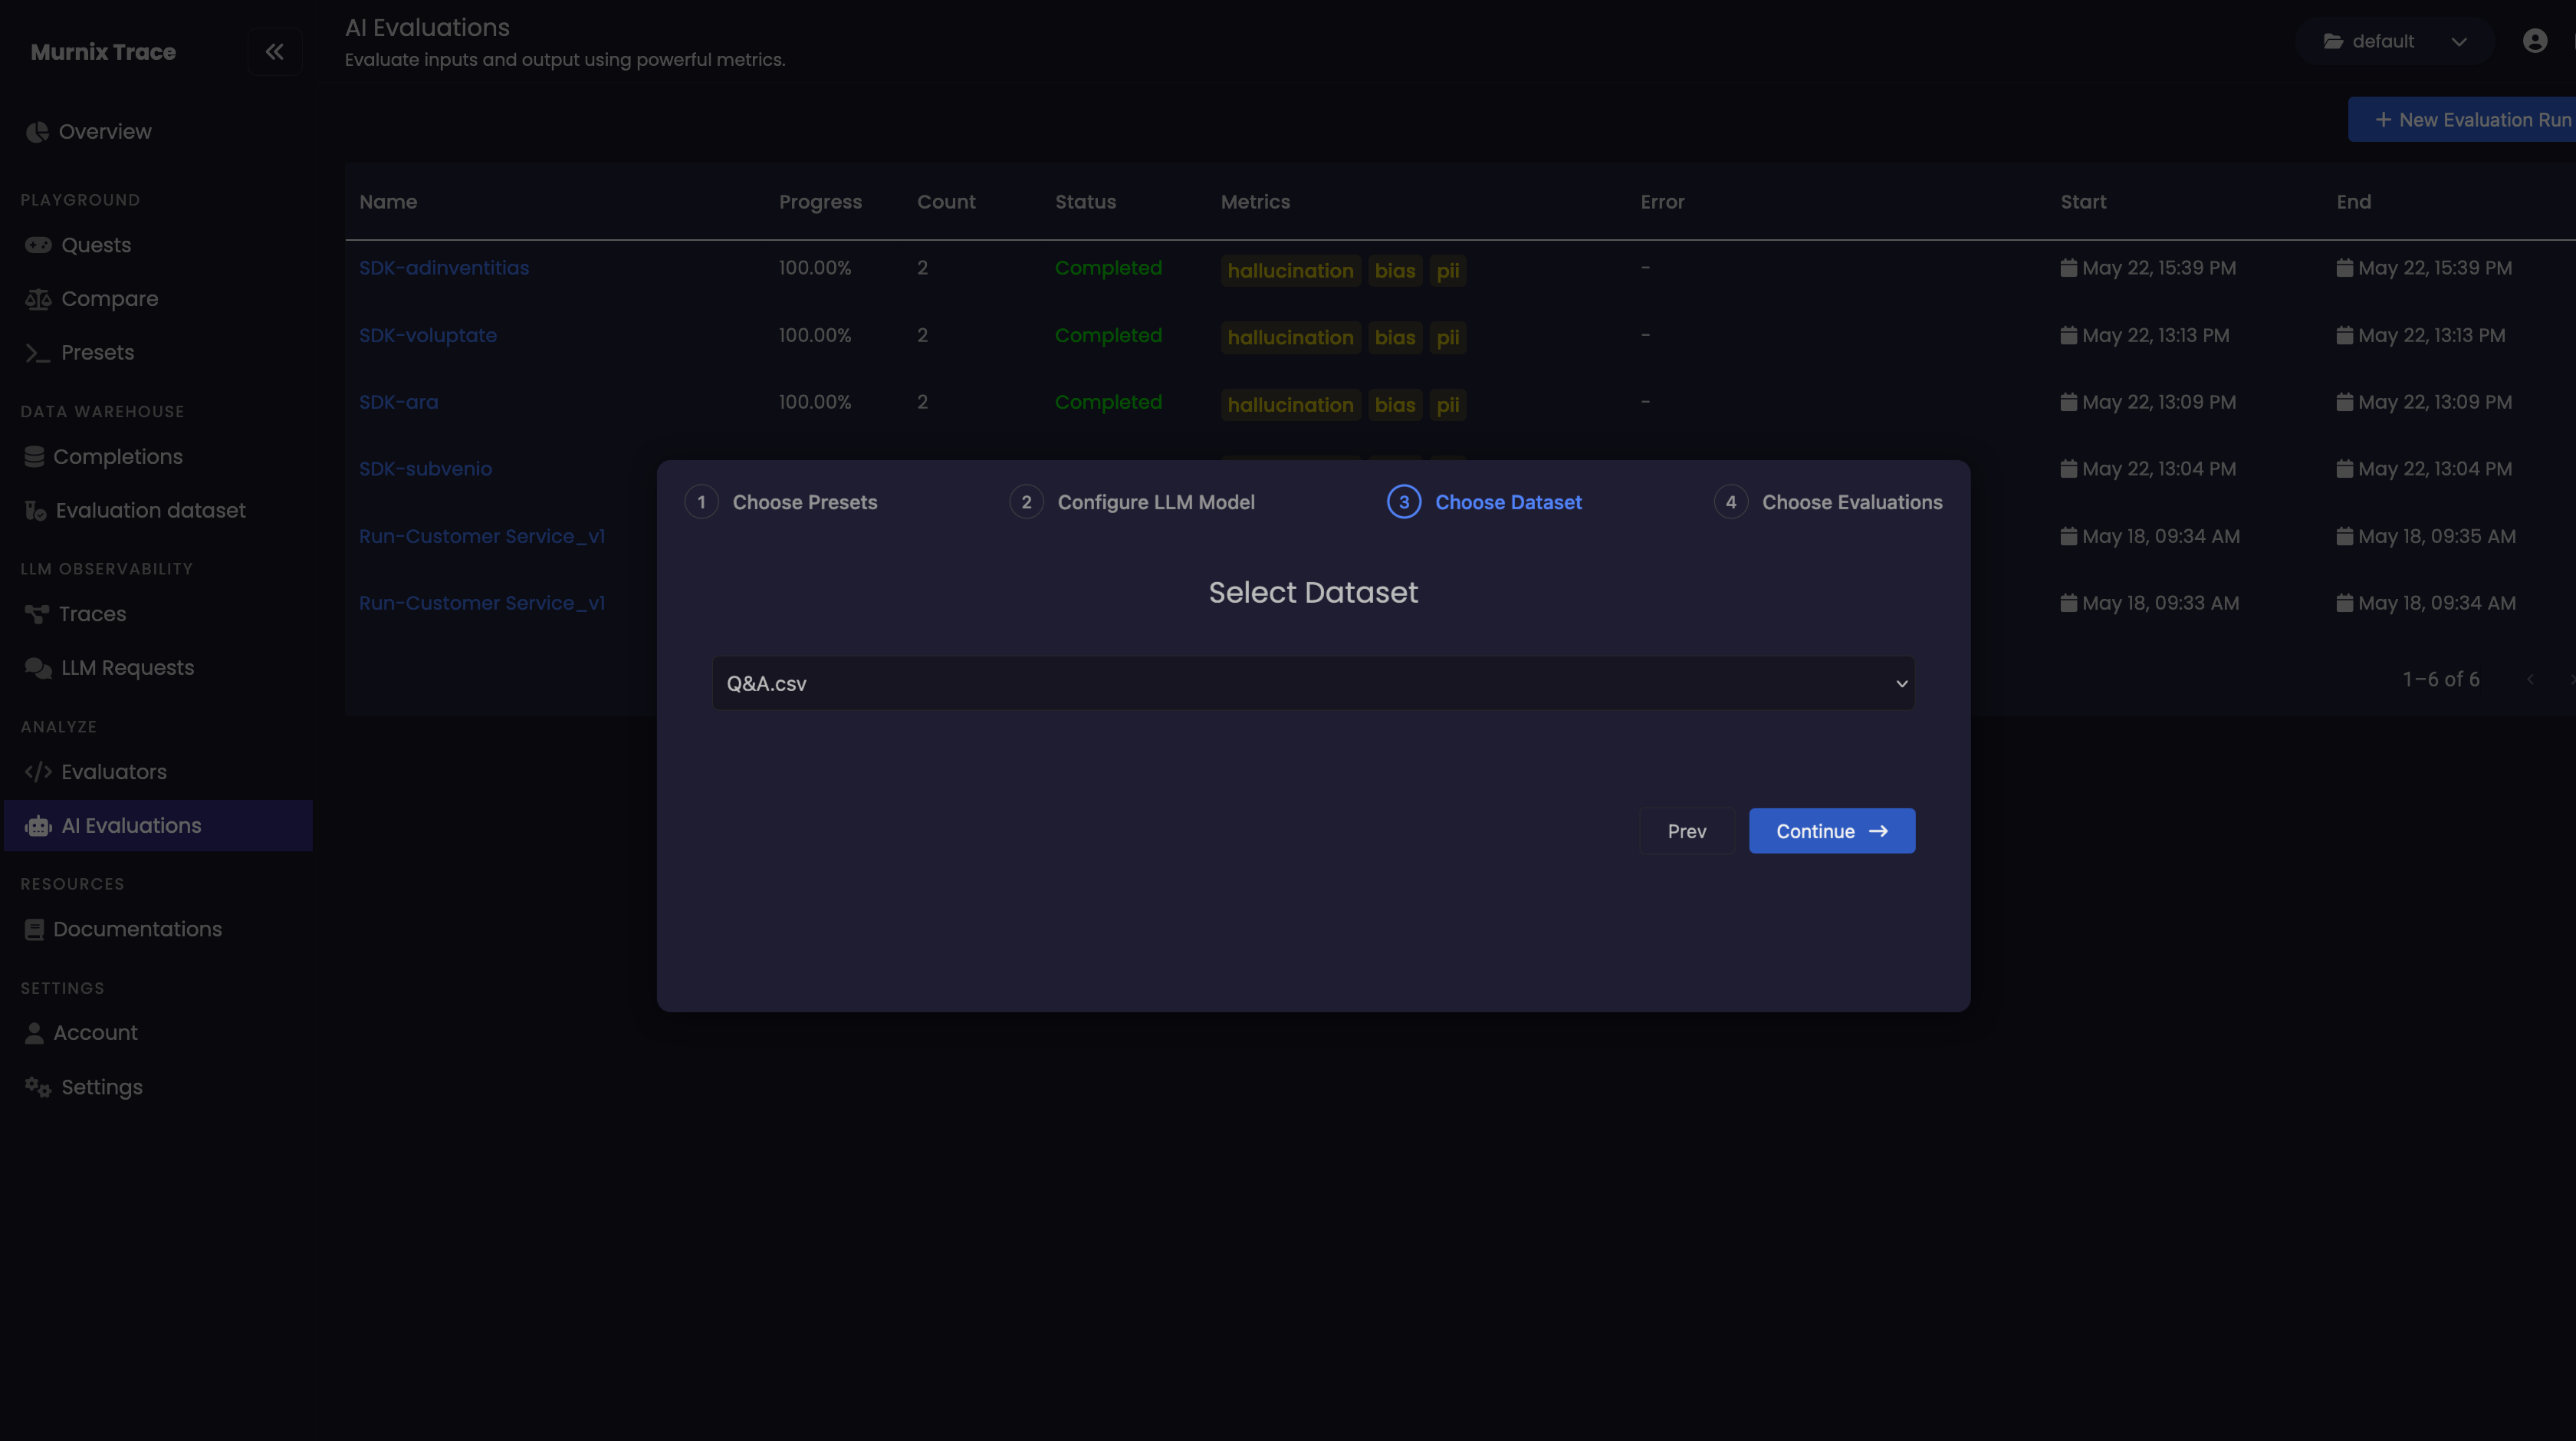 Murnix Trace
Overview
PLAYGROUND
Quests
Compare
Presets
DATA WAREHOUSE
Completions
Evaluation dataset
LLM OBSERVABILITY
Traces
LLM Requests
ANALYZE
Evaluators
AI Evaluations
RESOURCES
Documentations
SETTINGS
Account
Settings
AI Evaluations
Evaluate inputs and output using powerful metrics.
default
+ New Evaluation Run
Name Progress Count Status Metrics Error Start End
SDK-adinventitias 100.00% 2 Completed hallucination bias pii - May 22, 15:39 PM May 22, 15:39 PM
SDK-voluptate 100.00% 2 Completed hallucination bias pii - May 22, 13:13 PM May 22, 13:13 PM
SDK-ara 100.00% 2 Completed hallucination bias pii - May 22, 13:09 PM May 22, 13:09 PM
SDK-subvenio May 22, 13:04 PM May 22, 13:04 PM
Run-Customer Service_v1 May 18, 09:34 AM May 18, 09:35 AM
Run-Customer Service_v1 May 18, 09:33 AM May 18, 09:34 AM
1–6 of 6
1 Choose Presets 2 Configure LLM Model 3 Choose Dataset 4 Choose Evaluations
Select Dataset
Q&A.csv
Prev Continue →